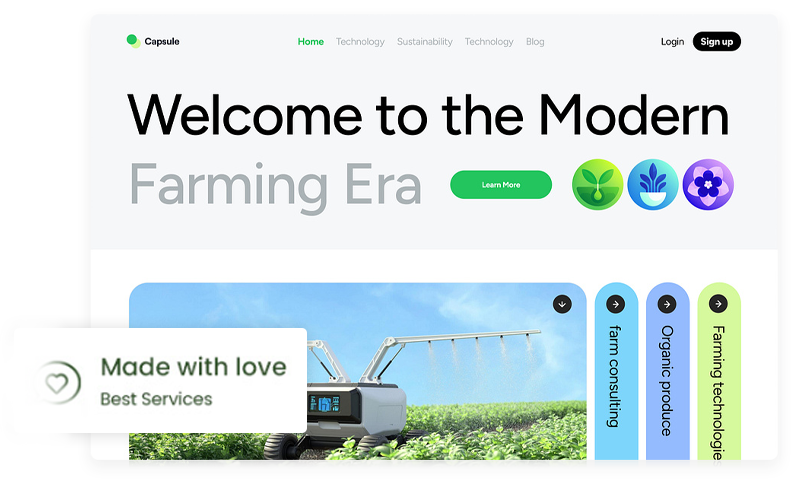 Capsule
Home Technology Sustainability Technology Blog
Login
Sign up
Welcome to the Modern
Farming Era
Learn More
farm consulting
Organic produce
Farming technologie
Made with love
Best Services